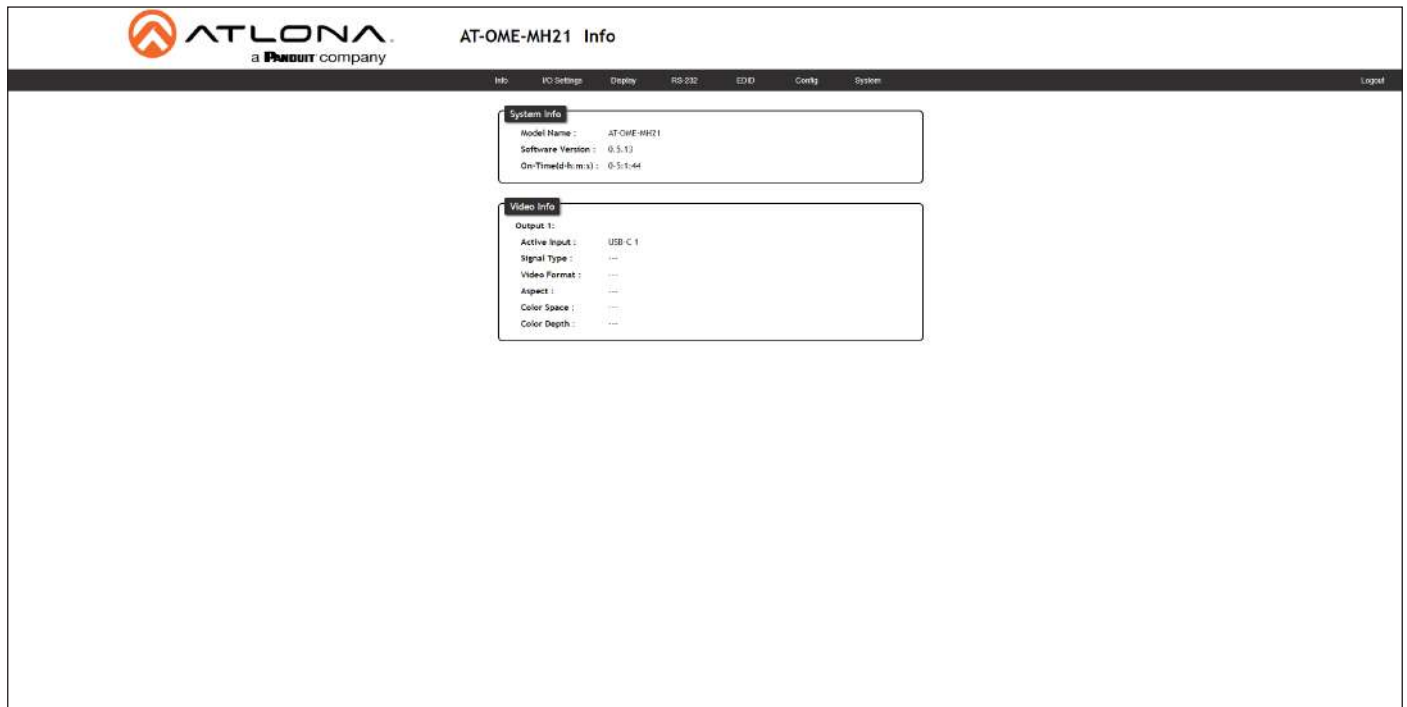 ATLONA.
a PANDUIT company
AT-OME-MH21 Info
Info I/O Settings Display RS-232 EDID Config System Logout
System Info
Model Name : AT-OME-MH21
Software Version : 0.5.13
On-Time(d-h:m:s) : 0-5:1:44
Video Info
Output 1:
Active Input : USB-C 1
Signal Type : ---
Video Format : ---
Aspect : ---
Color Space : ---
Color Depth : ---